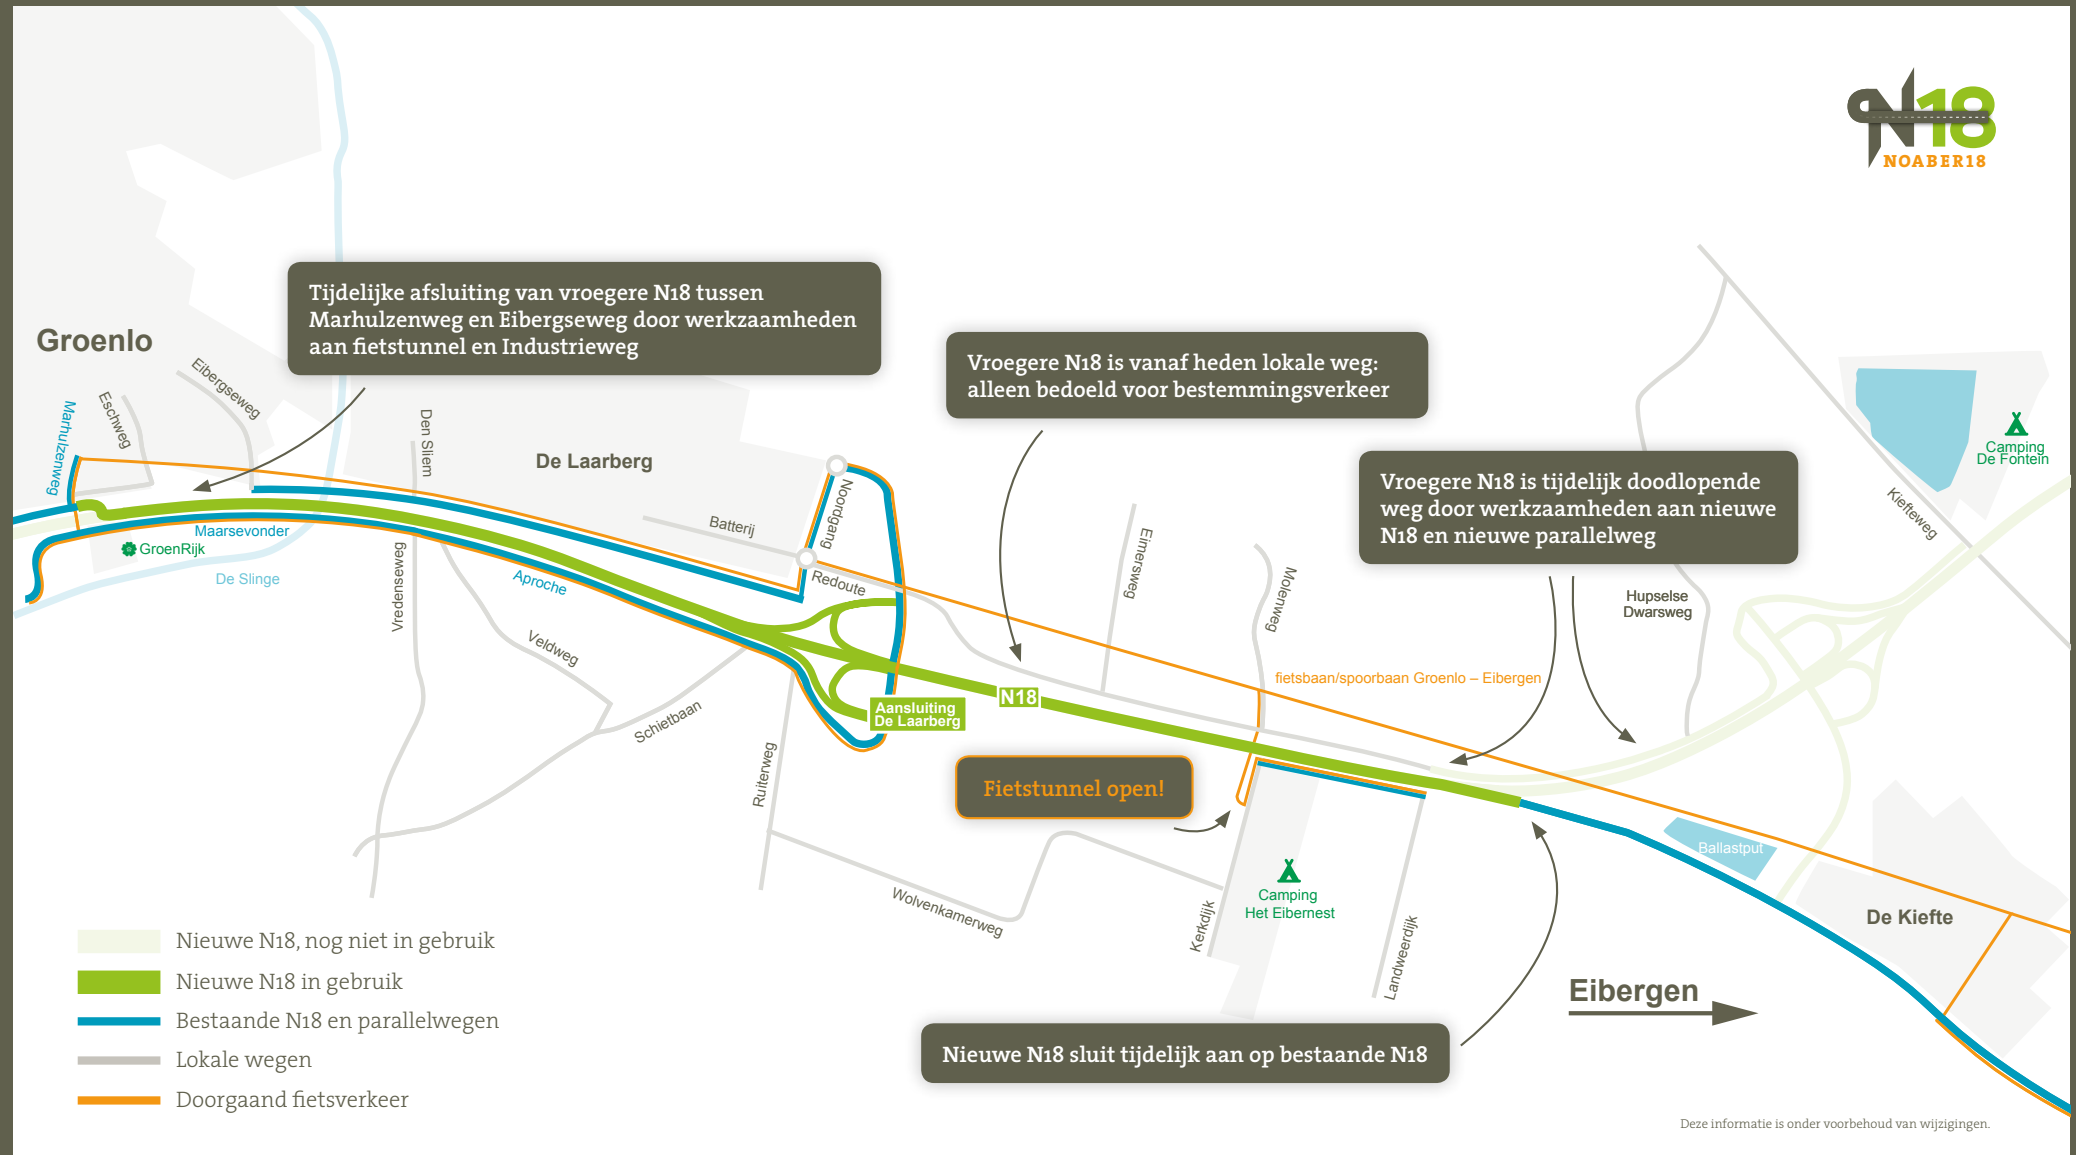 N18
NOABER18
Tijdelijke afsluiting van vroegere N18 tussen
Marhulzenweg en Eibergseweg door werkzaamheden
aan fietstunnel en Industrieweg
Groenlo
Vroegere N18 is vanaf heden lokale weg:
alleen bedoeld voor bestemmingsverkeer
Eibergseweg
Eschweg
Marhulzenweg
Den Sliem
De Laarberg
Vroegere N18 is tijdelijk doodlopende
weg door werkzaamheden aan nieuwe
N18 en nieuwe parallelweg
Camping
De Fontein
Kiefteweg
Noordgang
Batterij
Maarsevonder
GroenRijk
De Slinge
Vredenseweg
Aproche
Redoute
Eimersweg
Molenweg
Hupselse
Dwarsweg
Veldweg
fietsbaan/spoorbaan Groenlo – Eibergen
N18
Aansluiting
De Laarberg
Schietbaan
Ruiterweg
Fietstunnel open!
Ballastput
Camping
Het Eibernest
Wolvenkamerweg
Kerkdijk
Landweerdijk
De Kiefte
Nieuwe N18, nog niet in gebruik
Nieuwe N18 in gebruik
Bestaande N18 en parallelwegen
Lokale wegen
Doorgaand fietsverkeer
Eibergen
Nieuwe N18 sluit tijdelijk aan op bestaande N18
Deze informatie is onder voorbehoud van wijzigingen.